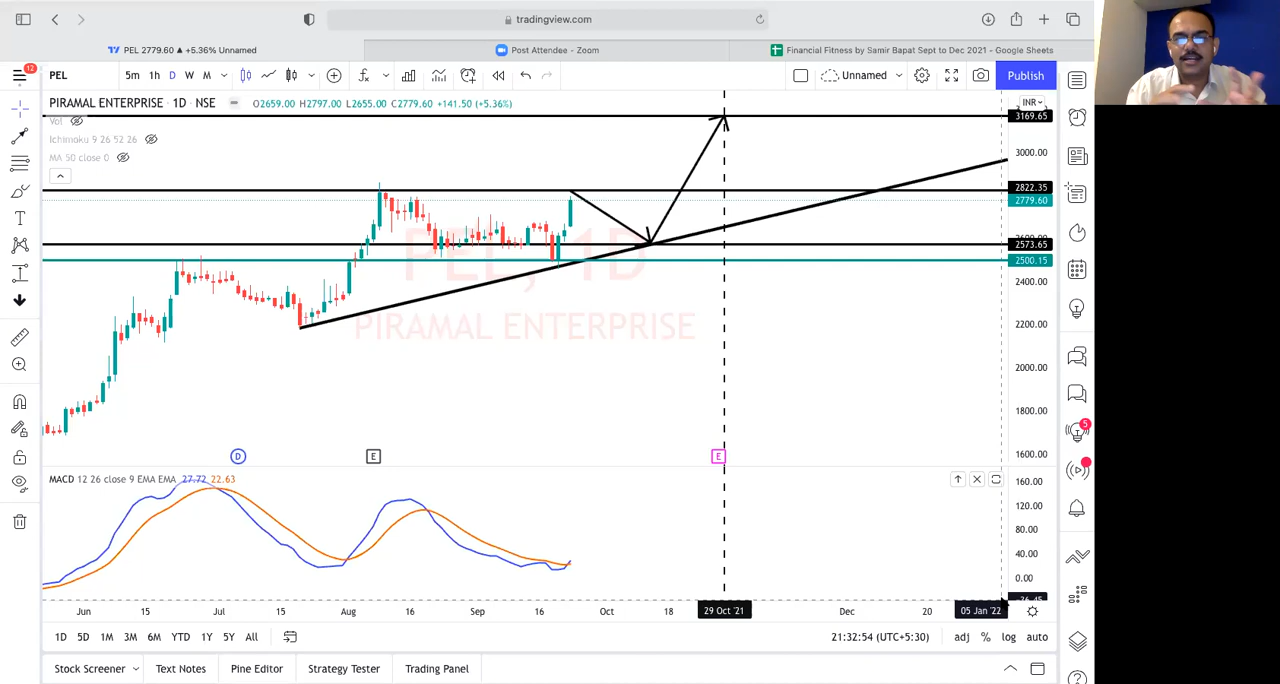 tradingview.com
PEL 2779.60 ▲ +5.36% Unnamed
Post Attendee - Zoom
Financial Fitness by Samir Bapat Sept to Dec 2021 - Google Sheets
12
PEL
5m 1h D W M
Unnamed
Publish
PIRAMAL ENTERPRISE · 1D · NSE
O2659.00 H2797.00 L2655.00 C2779.60 +141.50 (+5.36%)
INR
Vol
Ichimoku 9 26 52 26
MA 50 close 0
3169.65
3000.00
2822.35
2779.60
2600.00
2573.65
2500.15
2400.00
2200.00
2000.00
1800.00
1600.00
PEL, 1D
PIRAMAL ENTERPRISE
D
E
E
MACD 12 26 close 9 EMA EMA 27.72 22.63
160.00
120.00
80.00
40.00
0.00
-36.45
5
Jun 15 Jul 15 Aug 16 Sep 16 Oct 18 29 Oct '21 Dec 20 05 Jan '22
1D 5D 1M 3M 6M YTD 1Y 5Y All
21:32:54 (UTC+5:30)
adj % log auto
Stock Screener
Text Notes
Pine Editor
Strategy Tester
Trading Panel